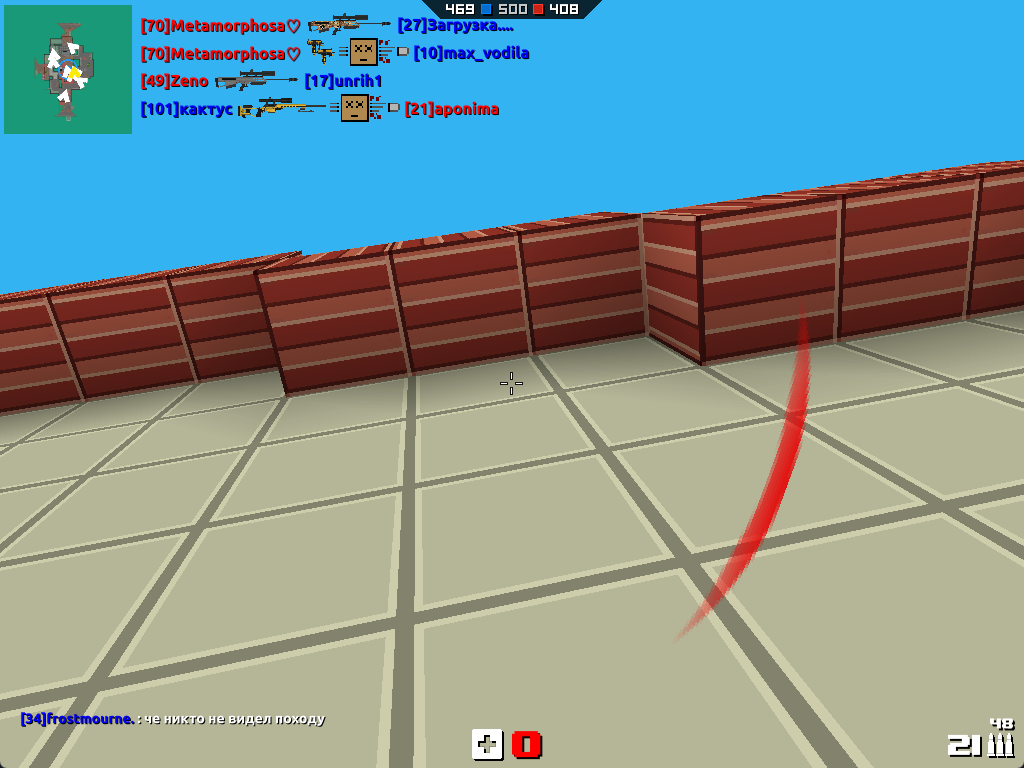 469 500 408
[70]Metamorphosa♡ [27]Загрузка....
[70]Metamorphosa♡ [10]max_vodila
[49]Zeno [17]unrih1
[101]кактус [21]aponima
[34]frostmourne. : че никто не видел походу
0
48
21